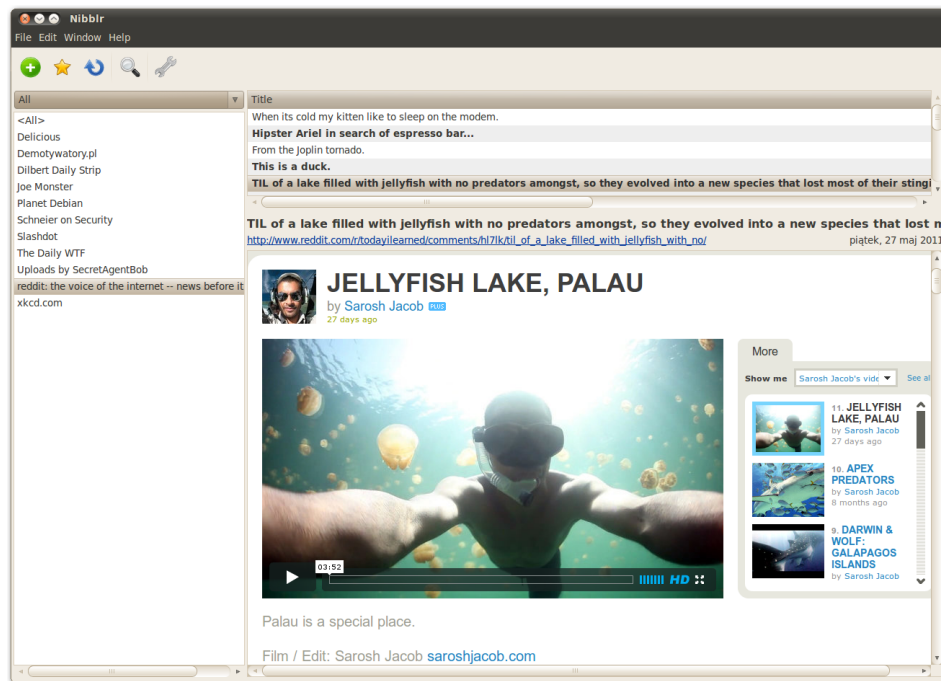 Nibblr
File Edit Window Help
All
<All>
Delicious
Demotywatory.pl
Dilbert Daily Strip
Joe Monster
Planet Debian
Schneier on Security
Slashdot
The Daily WTF
Uploads by SecretAgentBob
reddit: the voice of the internet -- news before it
xkcd.com
Title
When its cold my kitten like to sleep on the modem.
Hipster Ariel in search of espresso bar...
From the Joplin tornado.
This is a duck.
TIL of a lake filled with jellyfish with no predators amongst, so they evolved into a new species that lost most of their stingi
TIL of a lake filled with jellyfish with no predators amongst, so they evolved into a new species that lost m
http://www.reddit.com/r/todayilearned/comments/hl7lk/til_of_a_lake_filled_with_jellyfish_with_no/ piątek, 27 maj 2011
JELLYFISH LAKE, PALAU
by Sarosh Jacob PLUS
27 days ago
03:52
HD
Palau is a special place.
Film / Edit: Sarosh Jacob saroshjacob.com
More
Show me Sarosh Jacob's vide See al
11. JELLYFISH
LAKE, PALAU
by Sarosh Jacob
27 days ago
10. APEX
PREDATORS
by Sarosh Jacob
8 months ago
9. DARWIN &
WOLF:
GALAPAGOS
ISLANDS
by Sarosh Jacob